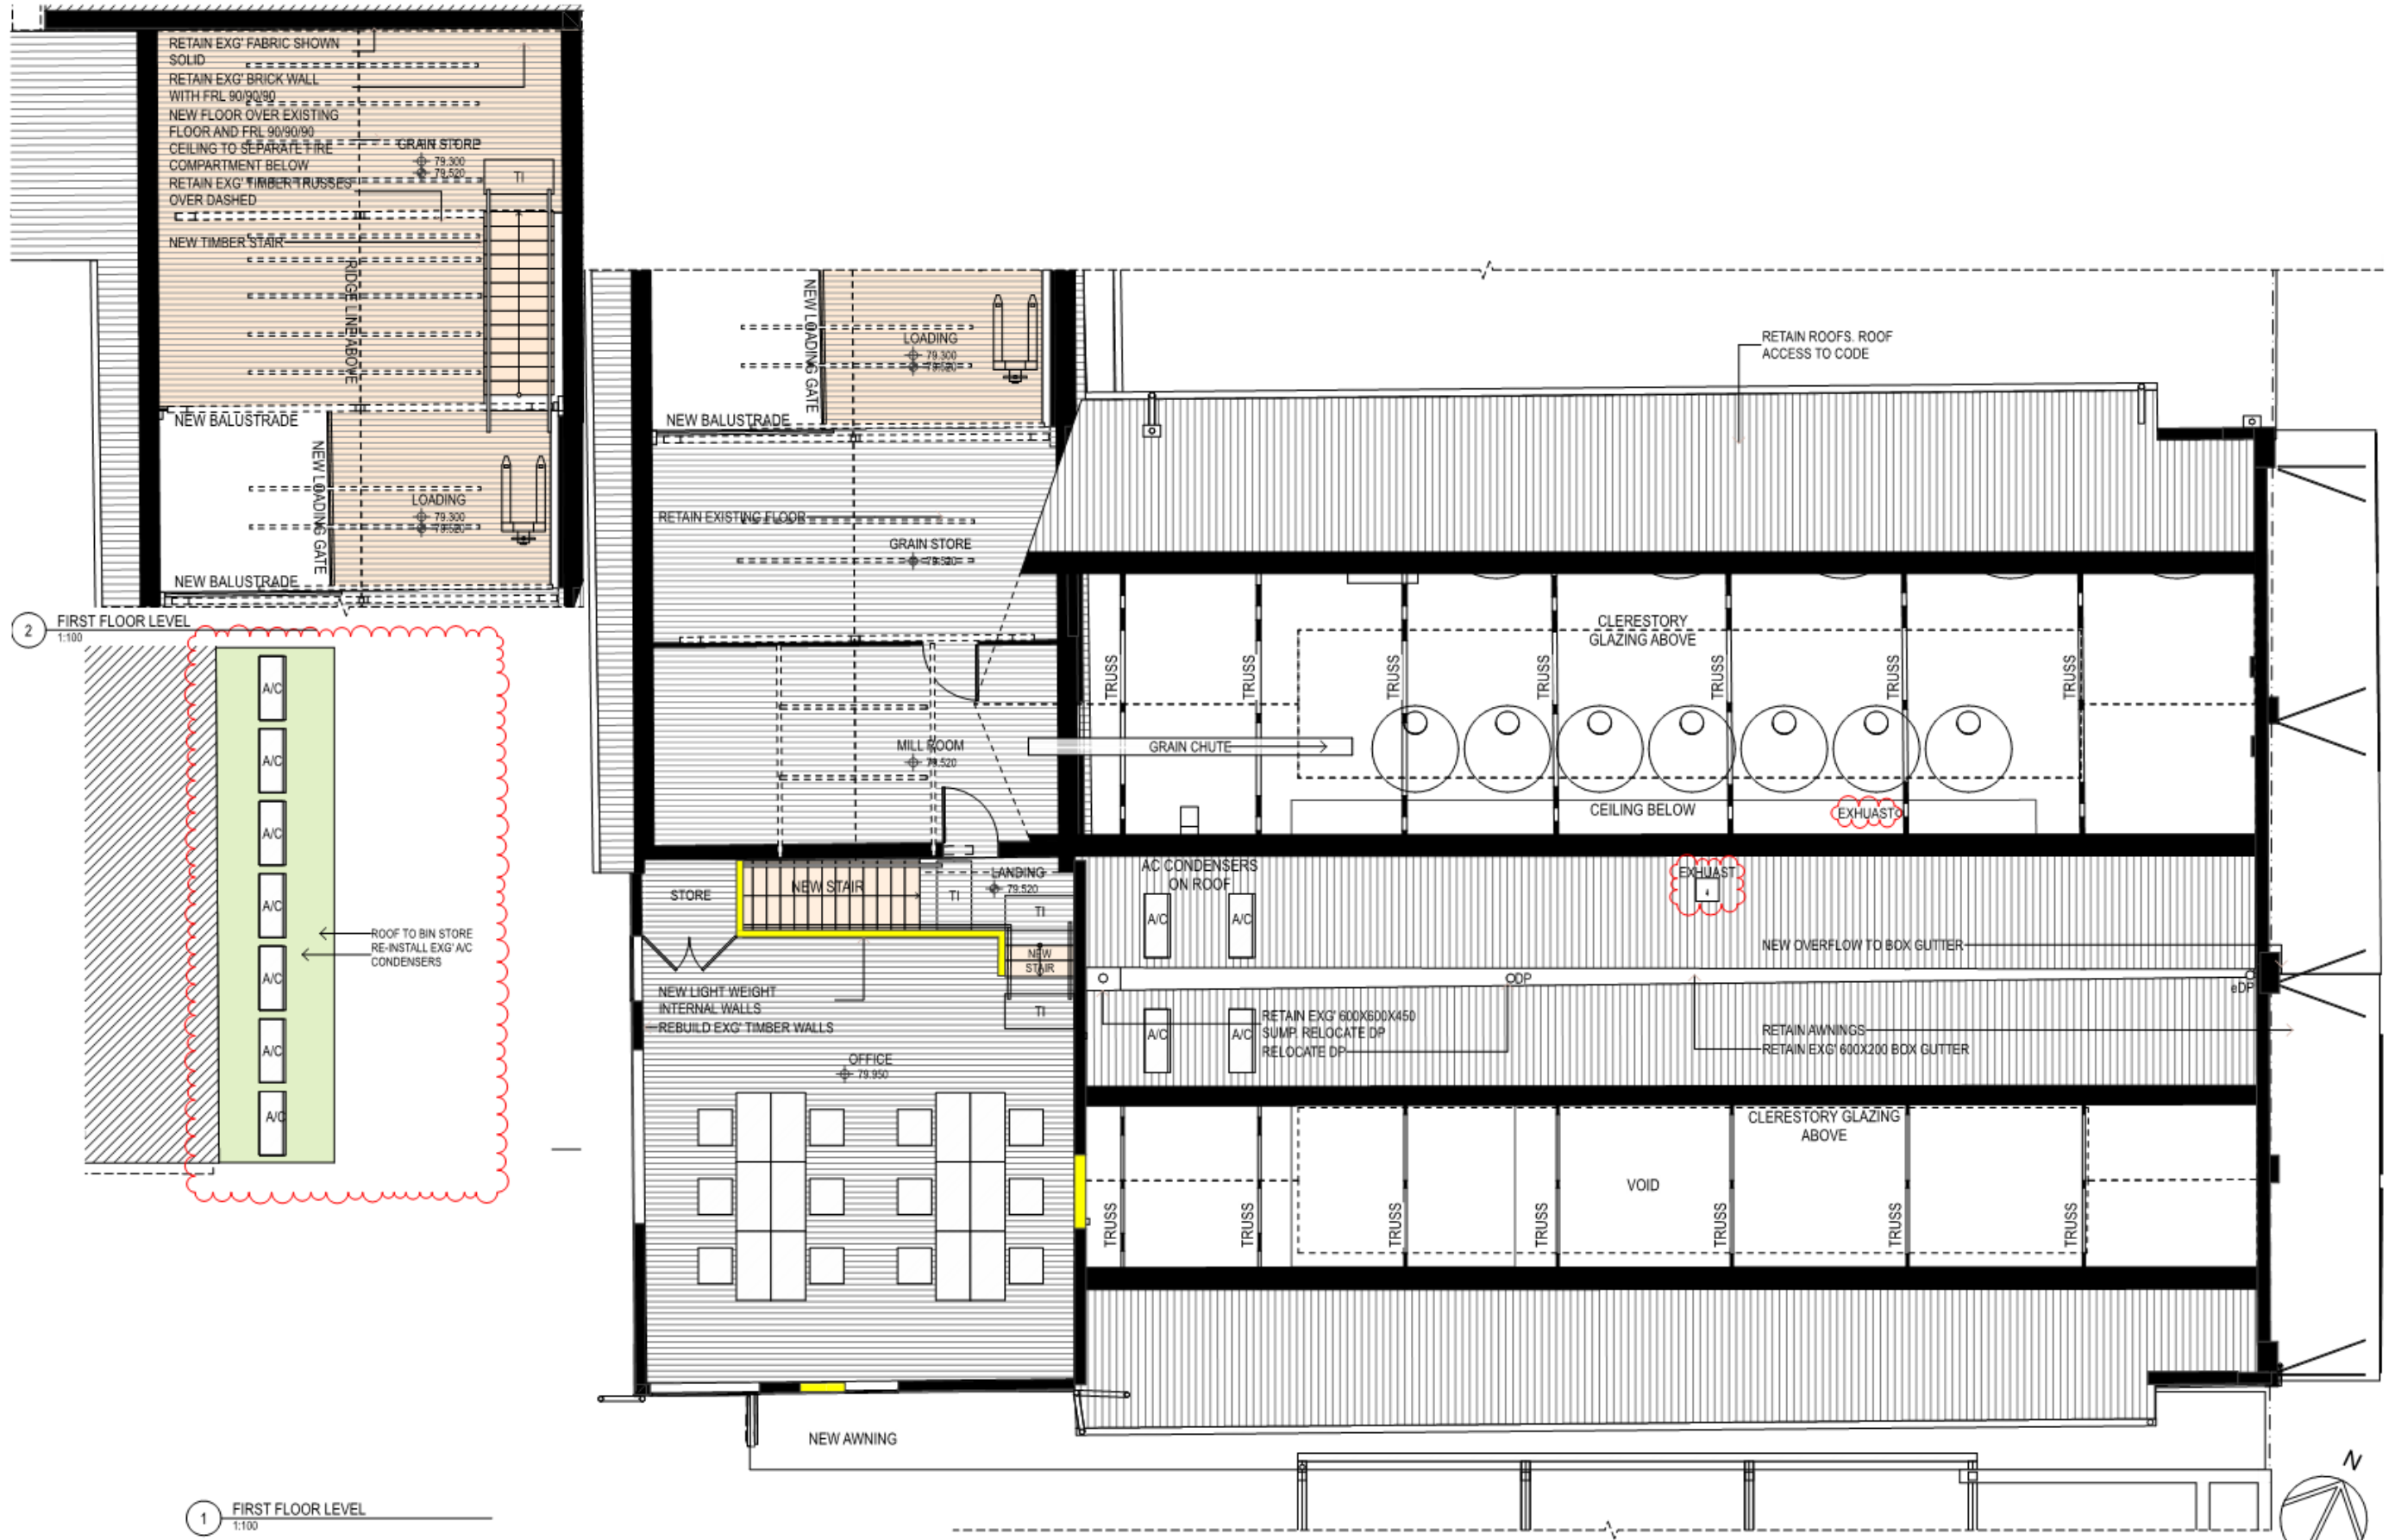 RETAIN EXG' FABRIC SHOWN
SOLID
RETAIN EXG' BRICK WALL
WITH FRL 90/90/90
NEW FLOOR OVER EXISTING
FLOOR AND FRL 90/90/90
CEILING TO SEPARATE FIRE
COMPARTMENT BELOW
RETAIN EXG' TIMBER TRUSSES
OVER DASHED
NEW TIMBER STAIR
GRAIN STORE
79.300
79.520
TI
RIDGE LINE ABOVE
NEW BALUSTRADE
NEW LOADING GATE
LOADING
79.300
79.520
NEW BALUSTRADE
2
FIRST FLOOR LEVEL
1:100
A/C
A/C
A/C
A/C
A/C
A/C
A/C
ROOF TO BIN STORE
RE-INSTALL EXG' A/C
CONDENSERS
NEW LOADING GATE
LOADING
79.300
79.520
NEW BALUSTRADE
RETAIN EXISTING FLOOR
GRAIN STORE
79.520
MILL ROOM
79.520
GRAIN CHUTE
RETAIN ROOFS. ROOF
ACCESS TO CODE
CLERESTORY
GLAZING ABOVE
TRUSS
TRUSS
TRUSS
TRUSS
TRUSS
TRUSS
TRUSS
CEILING BELOW
EXHUAST
STORE
NEW STAIR
LANDING
79.520
TI
TI
NEW
STAIR
TI
NEW LIGHT WEIGHT
INTERNAL WALLS
REBUILD EXG' TIMBER WALLS
OFFICE
79.950
AC CONDENSERS
ON ROOF
A/C
A/C
A/C
A/C
EXHUAST
NEW OVERFLOW TO BOX GUTTER
DP
eDP
RETAIN EXG' 600X600X450
SUMP. RELOCATE DP
RELOCATE DP
RETAIN AWNINGS
RETAIN EXG' 600X200 BOX GUTTER
CLERESTORY GLAZING
ABOVE
VOID
TRUSS
TRUSS
TRUSS
TRUSS
TRUSS
TRUSS
TRUSS
NEW AWNING
1
FIRST FLOOR LEVEL
1:100
N